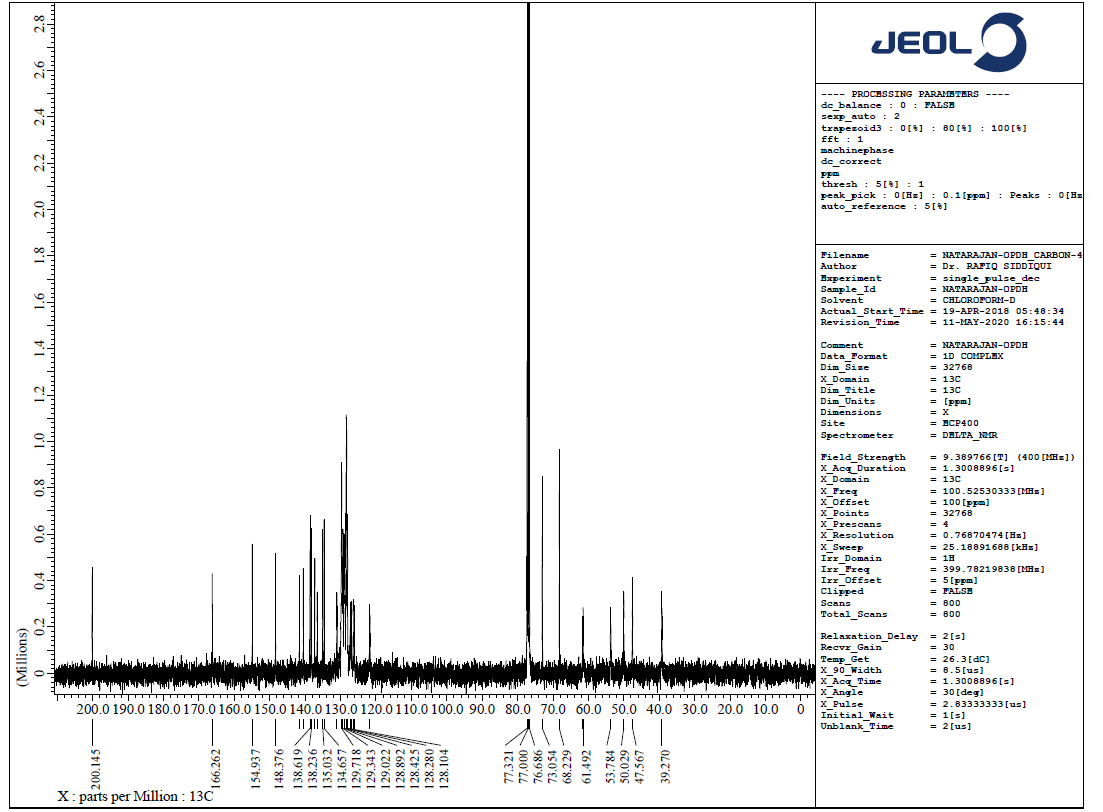 JEOL
---- PROCESSING PARAMETERS ----
dc_balance : 0 : FALSE
sexp_auto : 2
trapezoid3 : 0[%] : 80[%] : 100[%]
fft : 1
machinephase
dc_correct
ppm
thresh : 5[%] : 1
peak_pick : 0[Hz] : 0.1[ppm] : Peaks : 0[Hz
auto_reference : 5[%]
Filename = NATARAJAN-OPDH_CARBON-4
Author = Dr. RAFIQ SIDDIQUI
Experiment = single_pulse_dec
Sample_Id = NATARAJAN-OPDH
Solvent = CHLOROFORM-D
Actual_Start_Time = 19-APR-2018 05:48:34
Revision_Time = 11-MAY-2020 16:15:44
Comment = NATARAJAN-OPDH
Data_Format = 1D COMPLEX
Dim_Size = 32768
X_Domain = 13C
Dim_Title = 13C
Dim_Units = [ppm]
Dimensions = X
Site = ECP400
Spectrometer = DELTA_NMR
Field_Strength = 9.389766[T] (400[MHz])
X_Acq_Duration = 1.3008896[s]
X_Domain = 13C
X_Freq = 100.52530333[MHz]
X_Offset = 100[ppm]
X_Points = 32768
X_Prescans = 4
X_Resolution = 0.76870474[Hz]
X_Sweep = 25.18891688[kHz]
Irr_Domain = 1H
Irr_Freq = 399.78219838[MHz]
Irr_Offset = 5[ppm]
Clipped = FALSE
Scans = 800
Total_Scans = 800
Relaxation_Delay = 2[s]
Recvr_Gain = 30
Temp_Get = 26.3[dC]
X_90_Width = 8.5[us]
X_Acq_Time = 1.3008896[s]
X_Angle = 30[deg]
X_Pulse = 2.83333333[us]
Initial_Wait = 1[s]
Unblank_Time = 2[us]
2.8
2.6
2.4
2.2
2.0
1.8
1.6
1.4
1.2
1.0
0.8
0.6
0.4
0.2
0
(Millions)
200.0 190.0 180.0 170.0 160.0 150.0 140.0 130.0 120.0 110.0 100.0 90.0 80.0 70.0 60.0 50.0 40.0 30.0 20.0 10.0 0
200.145
166.262
154.937
148.376
138.619
138.236
135.032
134.657
129.718
129.343
129.022
128.892
128.425
128.280
128.104
77.321
77.000
76.686
73.054
68.229
61.492
53.784
50.029
47.567
39.270
X : parts per Million : 13C